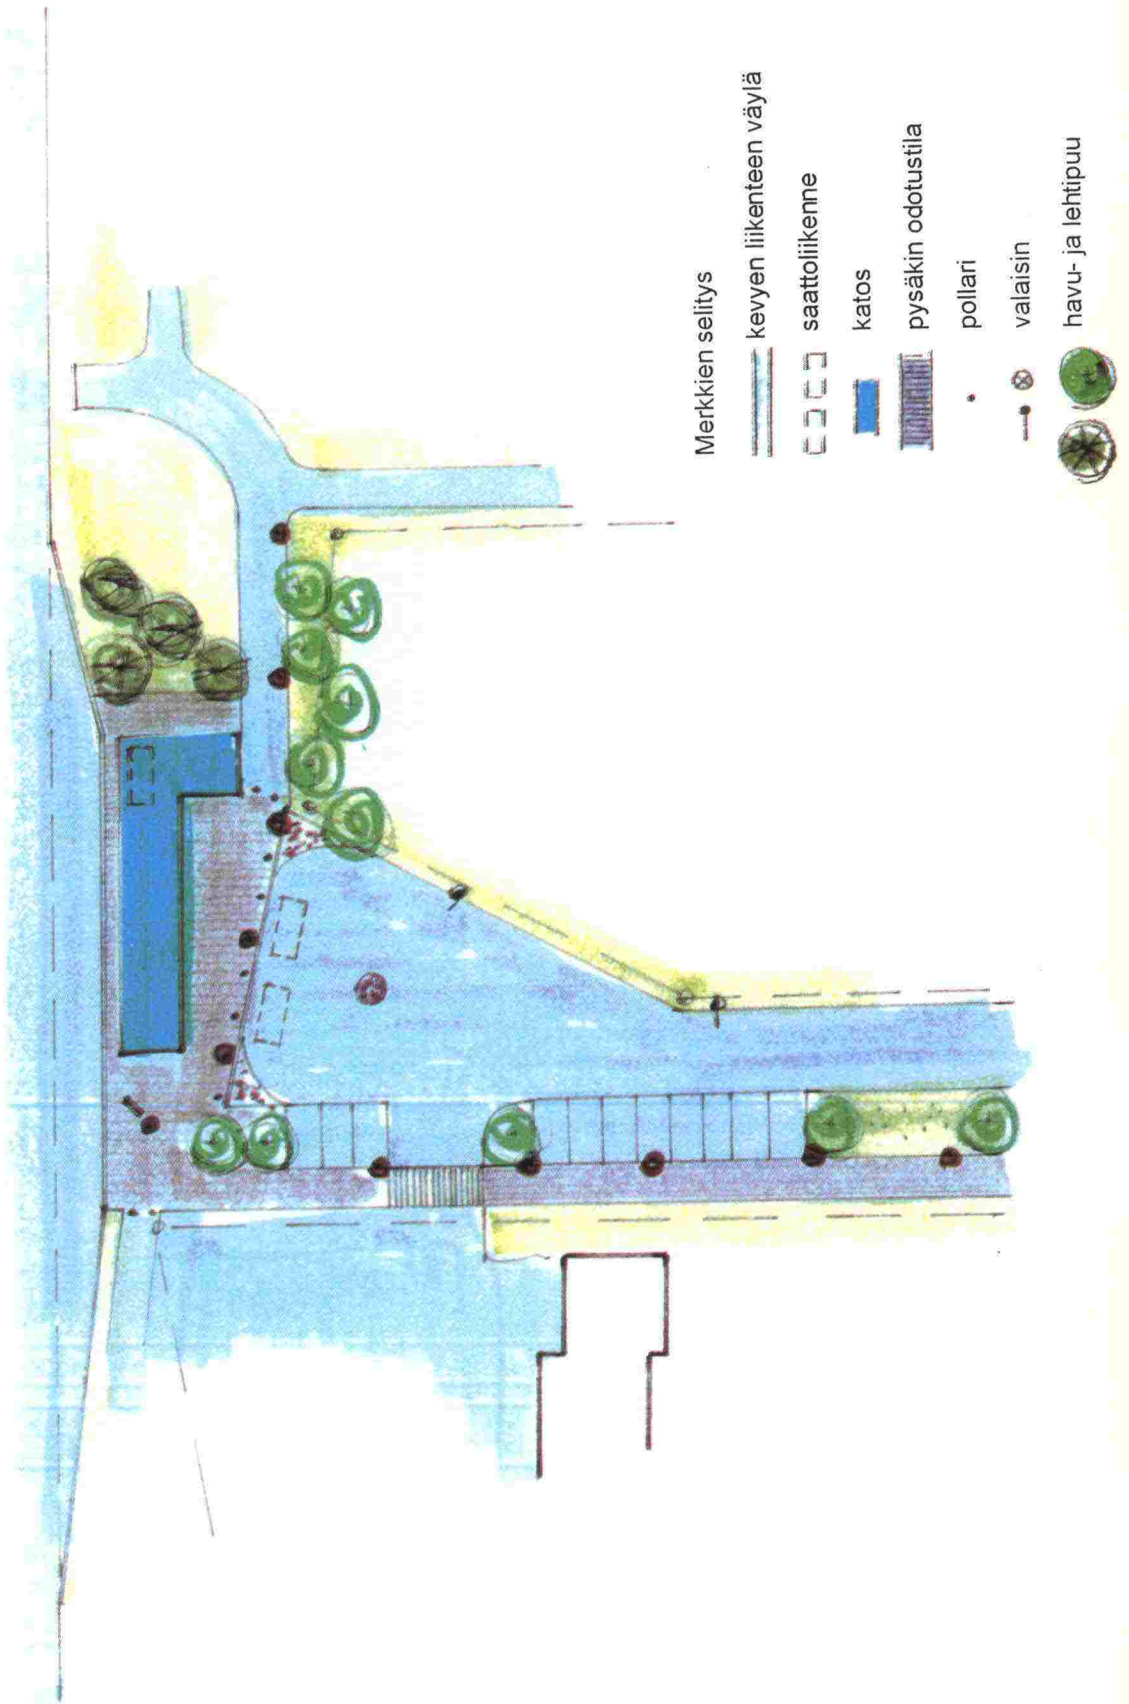 Merkkien selitys
kevyen liikenteen väylä
saattoliikenne
katos
pysäkin odotustila
pollari
valaisin
havu- ja lehtipuu